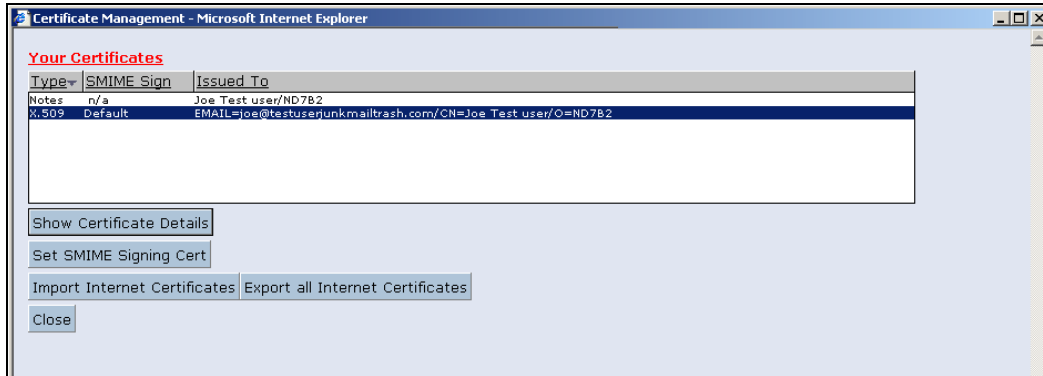 Certificate Management - Microsoft Internet Explorer
Your Certificates
Type SMIME Sign Issued To
Notes n/a Joe Test user/ND7B2
X.509 Default EMAIL=joe@testuserjunkmailtrash.com/CN=Joe Test user/O=ND7B2
Show Certificate Details
Set SMIME Signing Cert
Import Internet Certificates Export all Internet Certificates
Close